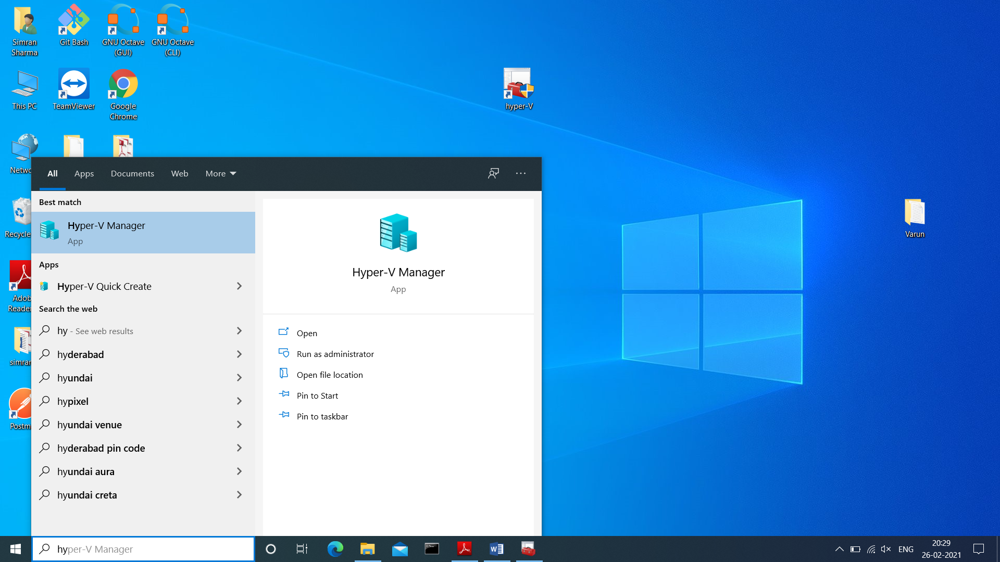 Simran
Sharma
Git Bash
GNU Octave
(GUI)
GNU Octave
(CLI)
This PC
TeamViewer
Google
Chrome
hyper-V
Netwo
Recycle
Adob
Reader
simran
Postm
Varun
All
Apps
Documents
Web
More
Best match
Hyper-V Manager
App
Apps
Hyper-V Quick Create
Search the web
hy - See web results
hyderabad
hyundai
hypixel
hyundai venue
hyderabad pin code
hyundai aura
hyundai creta
Hyper-V Manager
App
Open
Run as administrator
Open file location
Pin to Start
Pin to taskbar
hyper-V Manager
ENG
20:29
26-02-2021